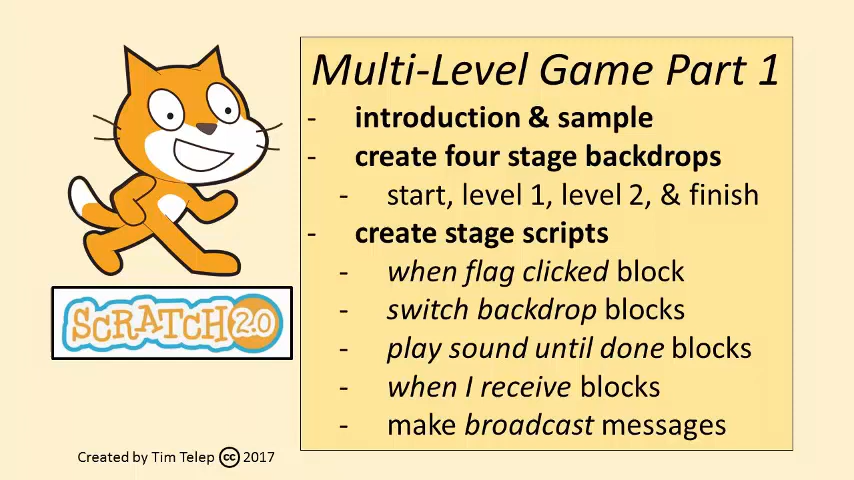 Multi-Level Game Part 1
- introduction & sample
- create four stage backdrops
- start, level 1, level 2, & finish
- create stage scripts
- when flag clicked block
- switch backdrop blocks
- play sound until done blocks
- when I receive blocks
- make broadcast messages
SCRATCH 2.0
Created by Tim Telep cc 2017